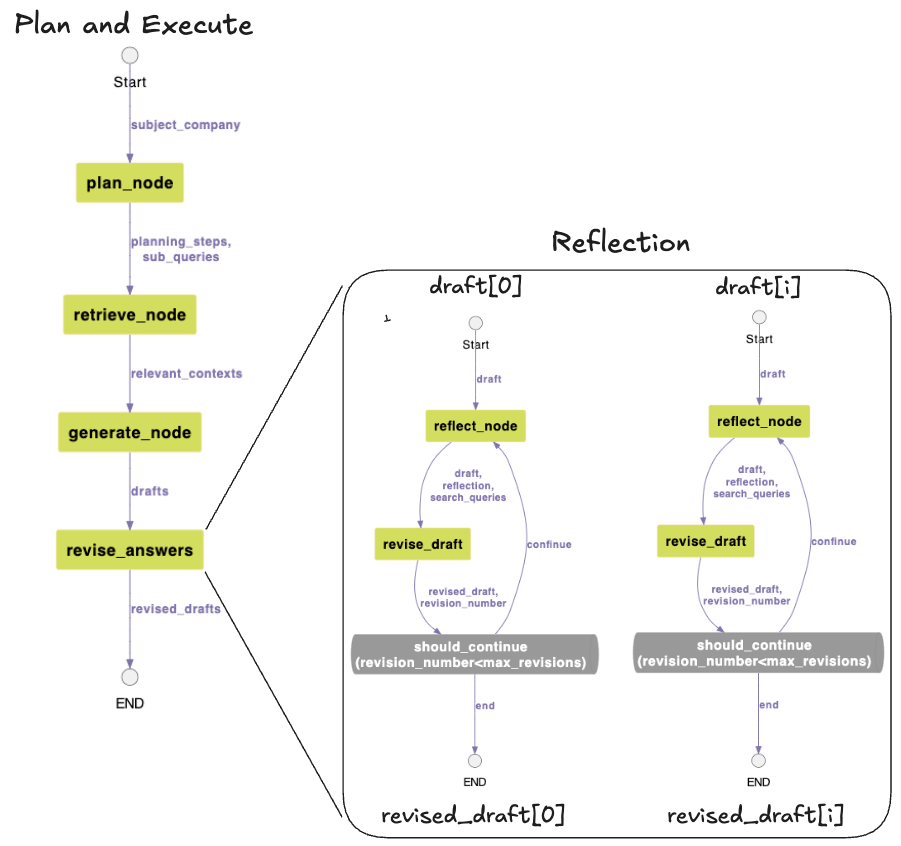 Plan and Execute
Start
subject_company
plan_node
planning_steps,
sub_queries
retrieve_node
relevant_contexts
generate_node
drafts
revise_answers
revised_drafts
END
Reflection
draft[0]
Start
draft
reflect_node
draft,
reflection,
search_queries
revise_draft
continue
revised_draft,
revision_number
should_continue
(revision_number<max_revisions)
end
END
revised_draft[0]
draft[i]
Start
draft
reflect_node
draft,
reflection,
search_queries
revise_draft
continue
revised_draft,
revision_number
should_continue
(revision_number<max_revisions)
end
END
revised_draft[i]